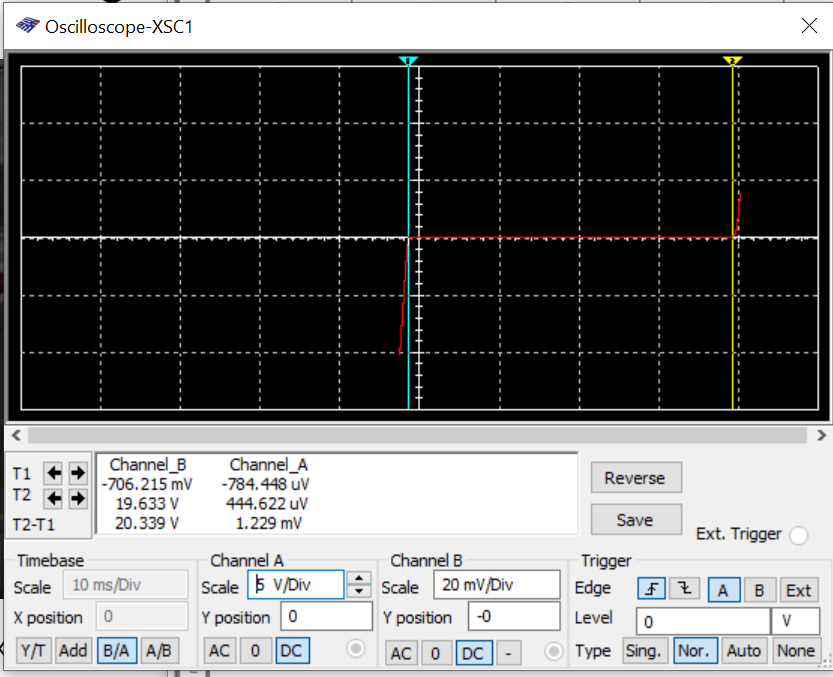 Oscilloscope-XSC1
1 2
T1
T2
T2-T1
Channel_B Channel_A
-706.215 mV -784.448 uV
19.633 V 444.622 uV
20.339 V 1.229 mV
Reverse
Save
Ext. Trigger
Timebase
Scale 10 ms/Div
X position 0
Y/T Add B/A A/B
Channel A
Scale 5 V/Div
Y position 0
AC 0 DC
Channel B
Scale 20 mV/Div
Y position -0
AC 0 DC -
Trigger
Edge A B Ext
Level 0 V
Type Sing. Nor. Auto None